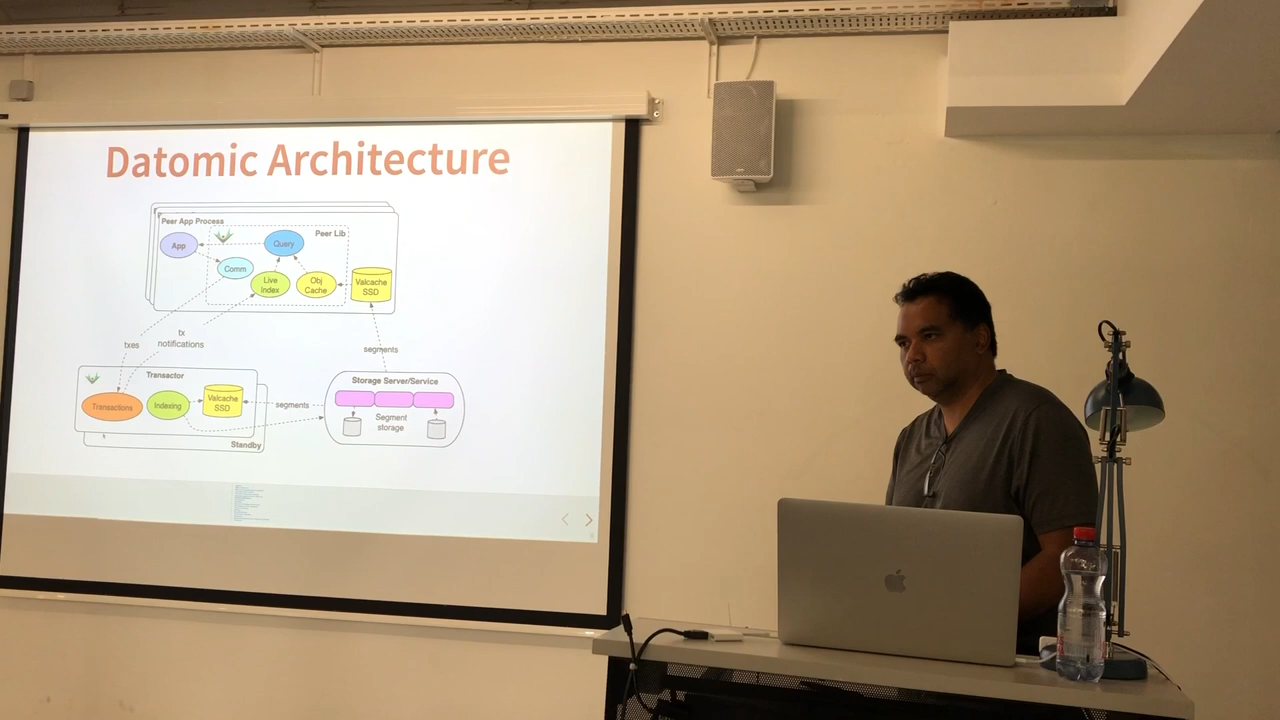 Datomic Architecture
Peer App Process
Peer Lib
App
Query
Comm
Live
Index
Obj
Cache
Valcache
SSD
txes
tx
notifications
segments
Transactor
Transactions
Indexing
Valcache
SSD
Standby
segments
Storage Server/Service
Segment
storage